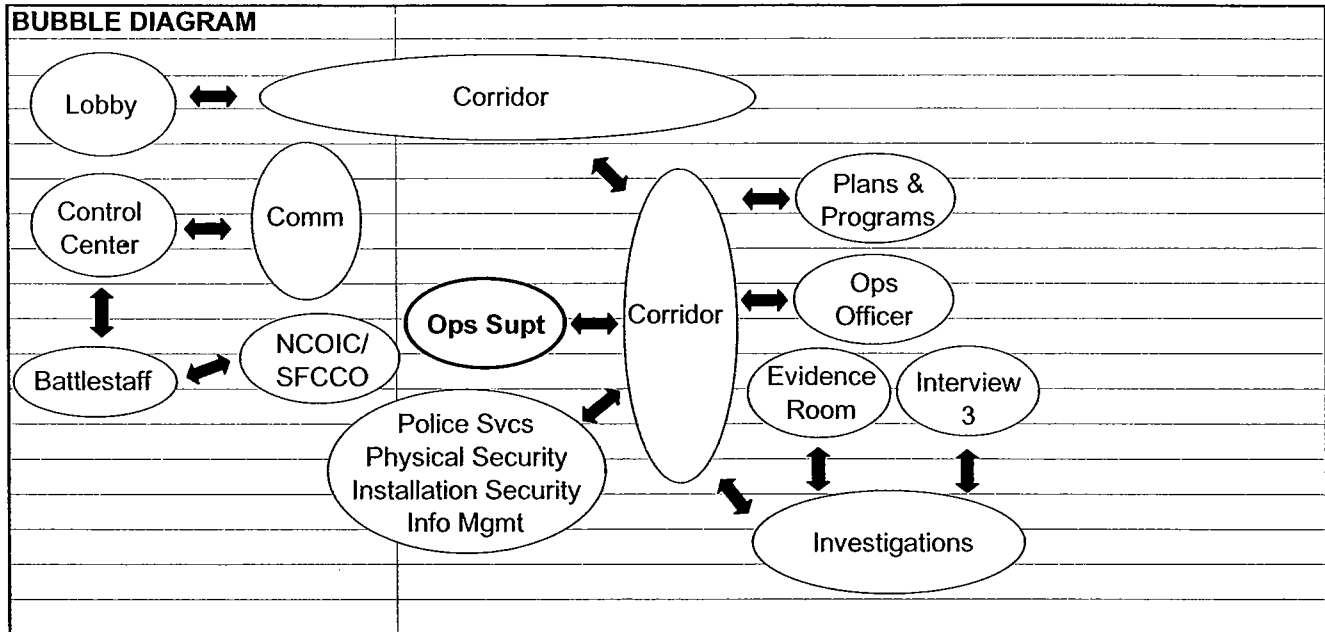 BUBBLE DIAGRAM
Lobby
Corridor
Control
Center
Comm
Plans &
Programs
Ops
Officer
Ops Supt
Corridor
Battlestaff
NCOIC/
SFCCO
Evidence
Room
Interview
3
Police Svcs
Physical Security
Installation Security
Info Mgmt
Investigations